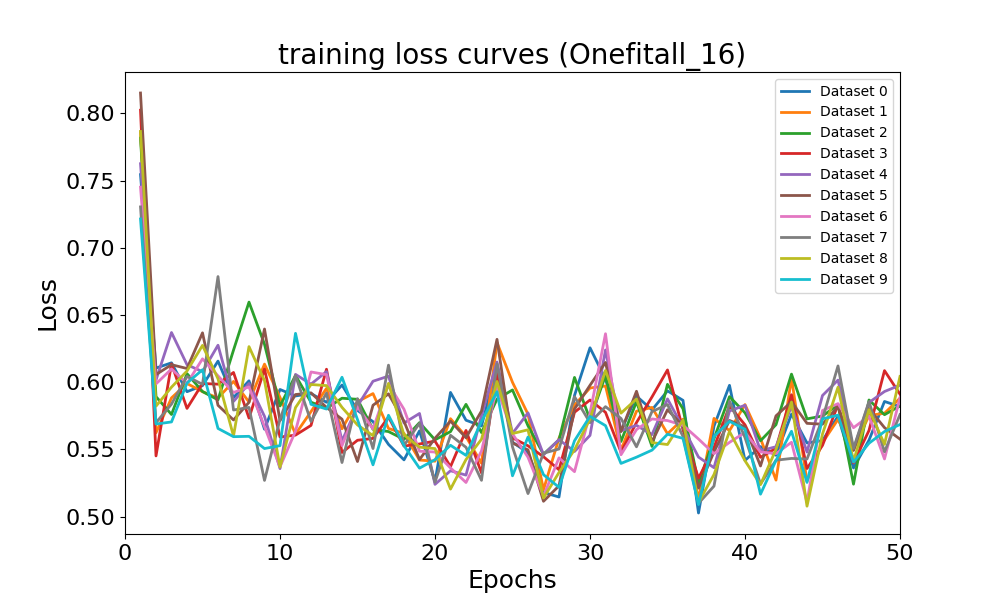 training loss curves (Onefitall_16)
Loss
0.80
0.75
0.70
0.65
0.60
0.55
0.50
Dataset 0
Dataset 1
Dataset 2
Dataset 3
Dataset 4
Dataset 5
Dataset 6
Dataset 7
Dataset 8
Dataset 9
0 10 20 30 40 50
Epochs